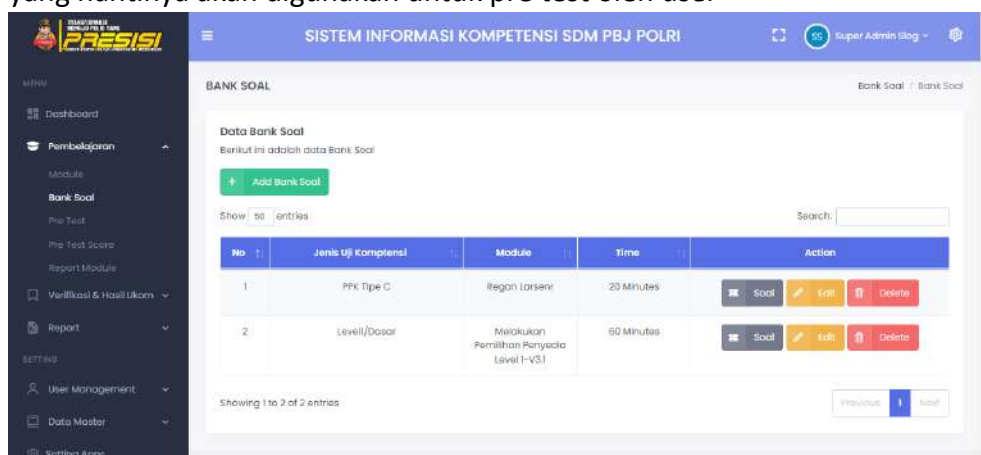 yang nantinya akan digunakan untuk pre test oleh user
PRESISI
SISTEM INFORMASI KOMPETENSI SDM PBJ POLRI
SS Super Admin Slog
MENU
Dashboard
Pembelajaran
Module
Bank Soal
Pre Test
Pre Test Score
Report Module
Verifikasi & Hasil Ukom
Report
SETTING
User Management
Data Master
Setting Apps
BANK SOAL
Bank Soal / Bank Soal
Data Bank Soal
Berikut ini adalah data Bank Soal
+ Add Bank Soal
Show 50 entries
Search:
No Jenis Uji Komptensi Module Time Action
1 PPK Tipe C Regan Larsenr 20 Minutes Soal Edit Delete
2 Level1/Dasar Melakukan Pemilihan Penyedia Level 1-V3.1 60 Minutes Soal Edit Delete
Showing 1 to 2 of 2 entries
Previous 1 Next